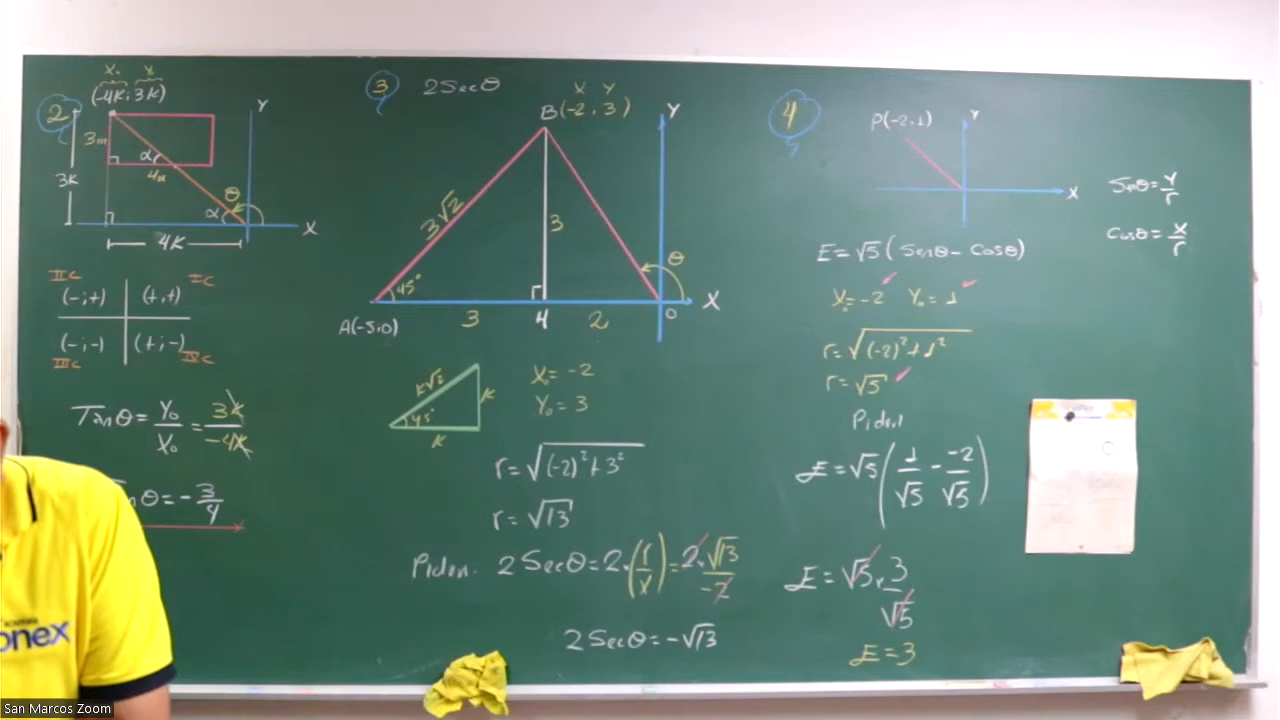 2
X₀ Y
(-4K; 3K)
Y
3m
α
4m
3K
θ
α
X
4K
IIC
IC
(-;+) (+,+)
(-;-) (+;-)
IIIC
IVC
Tanθ = Y₀/X₀ = 3K/-4K
nθ = -3/4
3
2Secθ
X Y
B(-2, 3)
Y
3√2
3
θ
45°
X
A(-5;0)
3
H
2
0
K√2
K
45°
K
X₀ = -2
Y₀ = 3
r = √(-2)²+3²
r = √13
Piden. 2Secθ = 2.(r/x) = 2.√13/-2
2Secθ = -√13
4
P(-2,1)
Y
X
Senθ = Y/r
Cosθ = X/r
E = √5(Senθ - Cosθ)
X₀ = -2 Y₀ = 1
r = √(-2)²+1²
r = √5
Piden
E = √5(1/√5 - -2/√5)
E = √5 . 3/√5
E = 3
onex
San Marcos Zoom